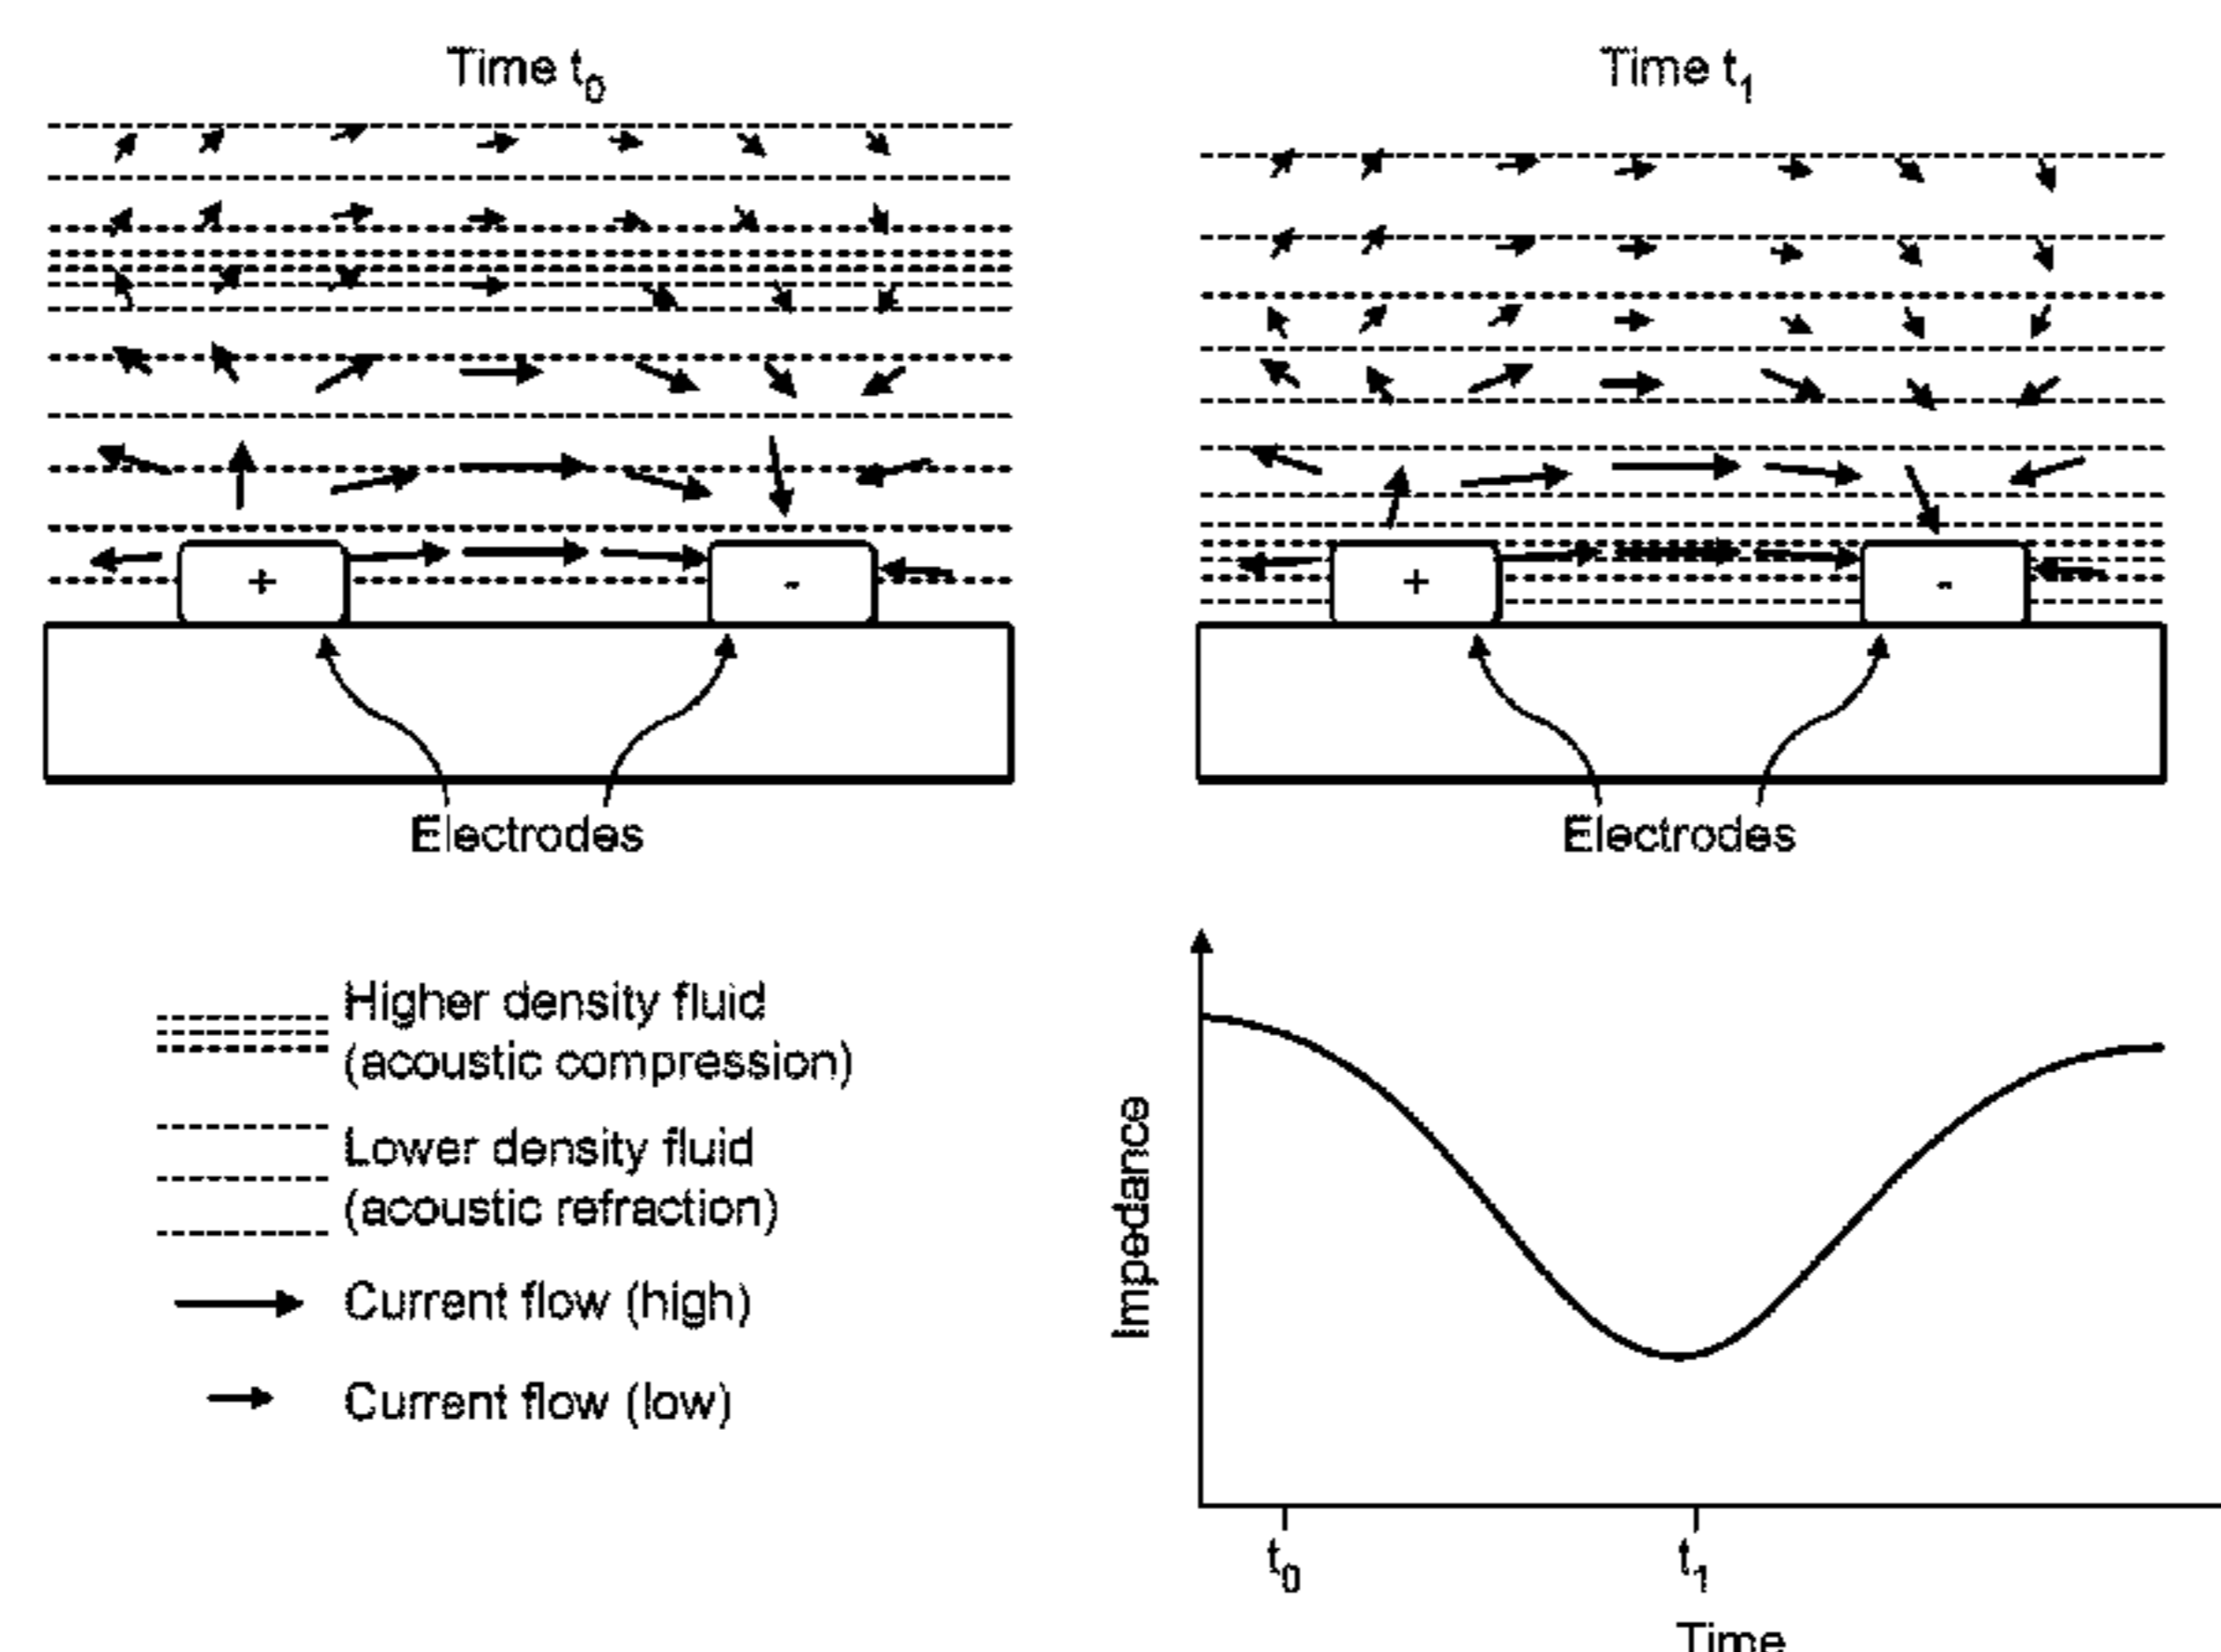 Time t₀
Time t₁
+
-
+
-
Electrodes
Electrodes
Higher density fluid
(acoustic compression)
Lower density fluid
(acoustic refraction)
Current flow (high)
Current flow (low)
Impedance
t₀
t₁
Time